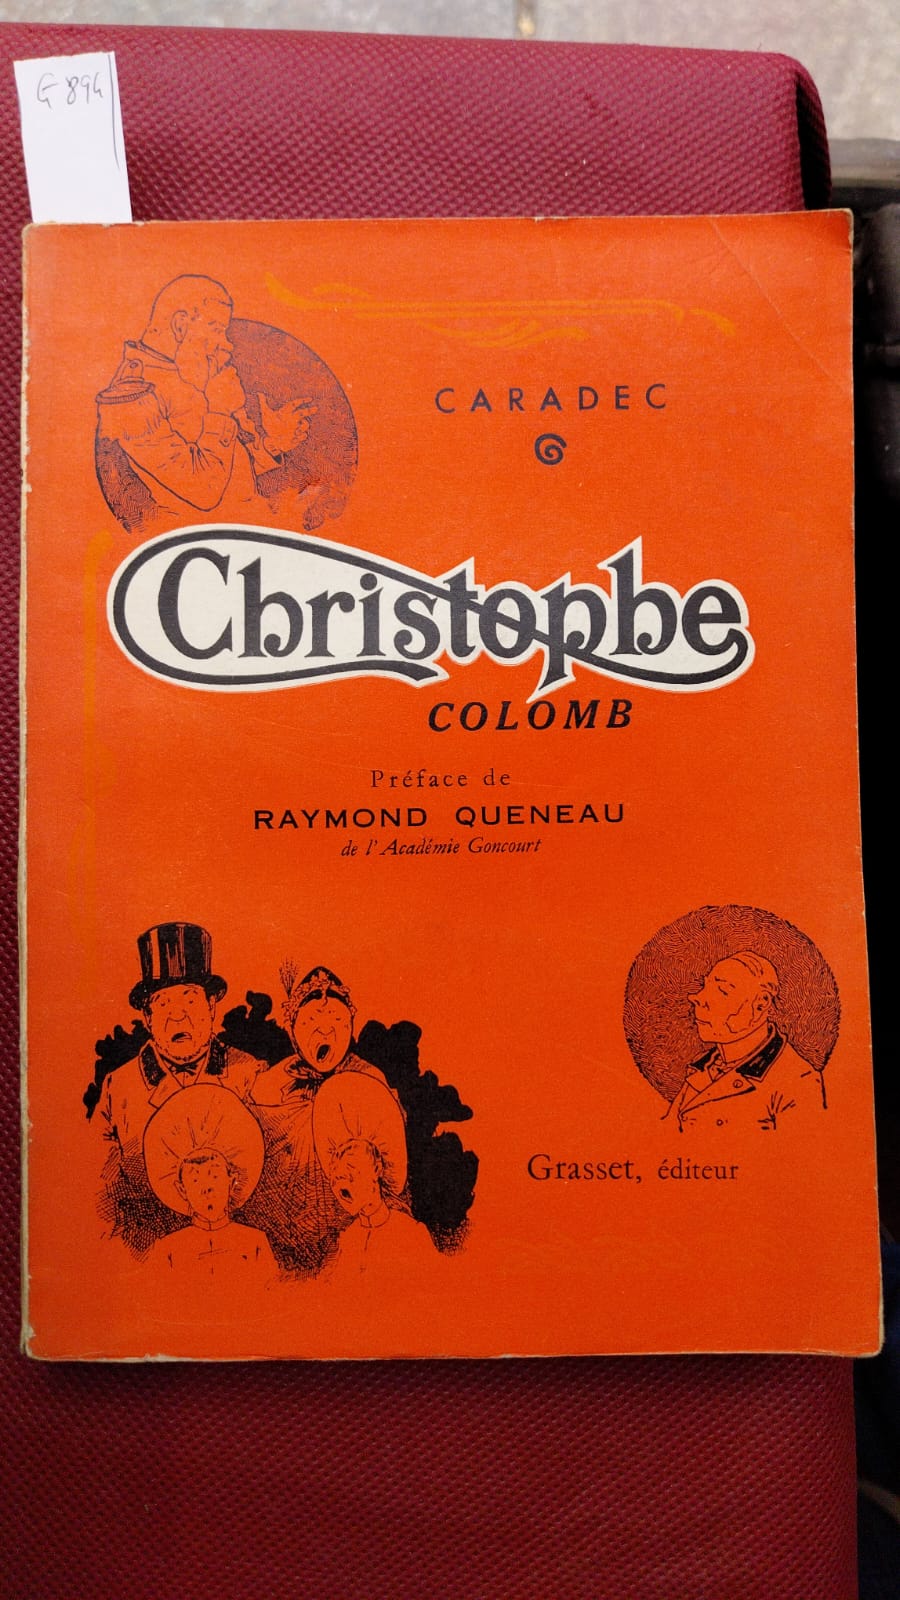 G 894
CARADEC
Christophe
COLOMB
Préface de
RAYMOND QUENEAU
de l'Académie Goncourt
Grasset, éditeur